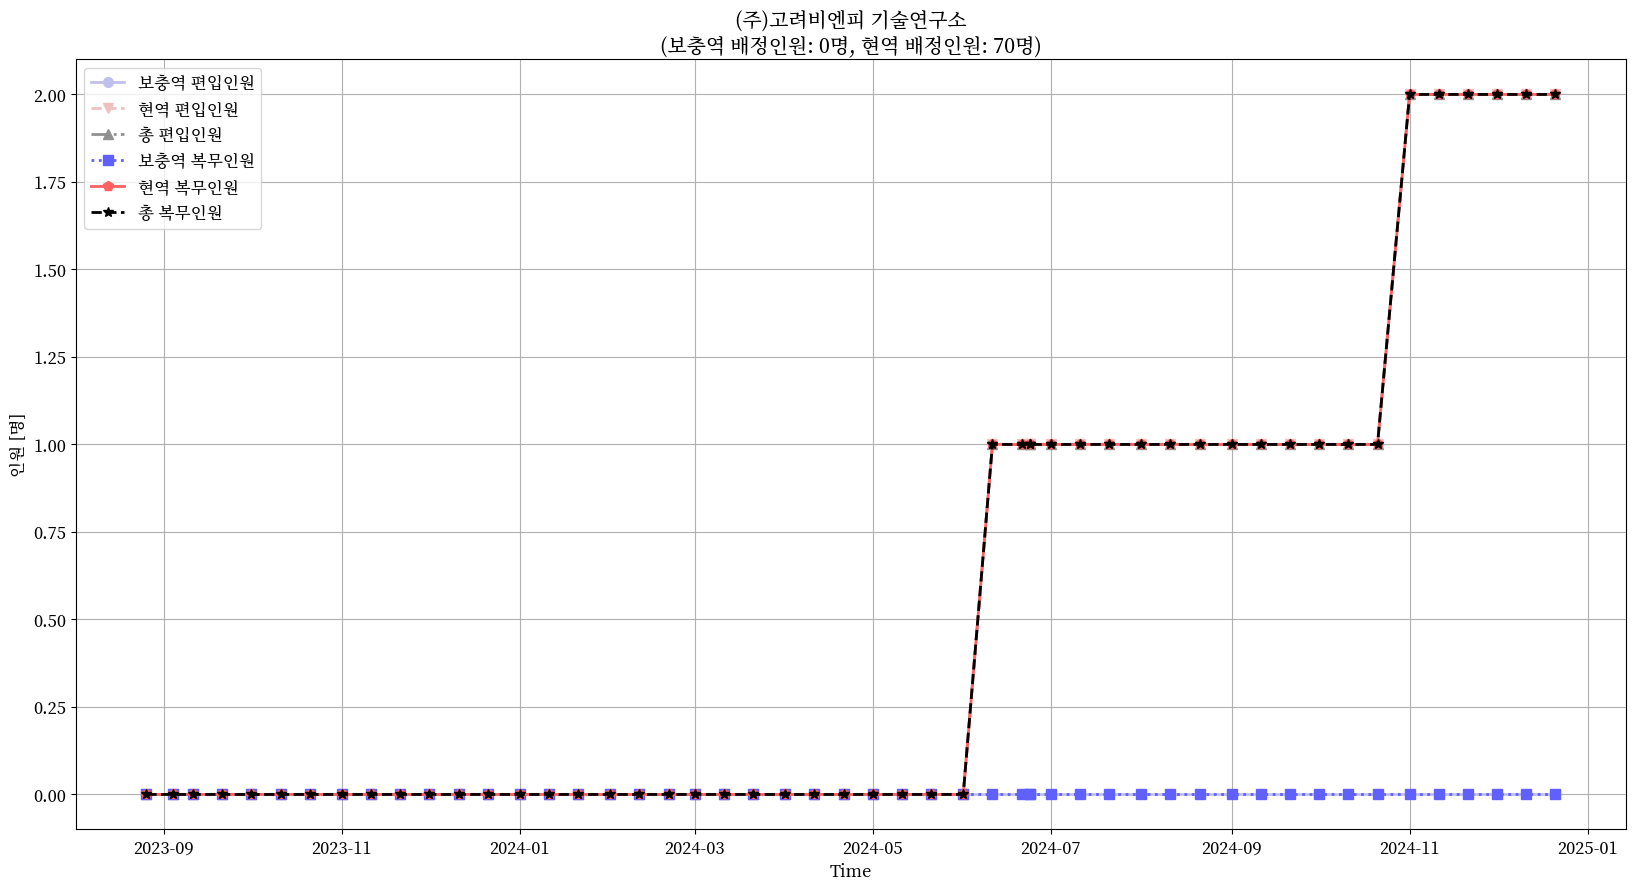 (주)고려비엔피 기술연구소
(보충역 배정인원: 0명, 현역 배정인원: 70명)
보충역 편입인원
현역 편입인원
총 편입인원
보충역 복무인원
현역 복무인원
총 복무인원
2.00
1.75
1.50
1.25
1.00
0.75
0.50
0.25
0.00
인원 [명]
2023-09
2023-11
2024-01
2024-03
2024-05
2024-07
2024-09
2024-11
2025-01
Time